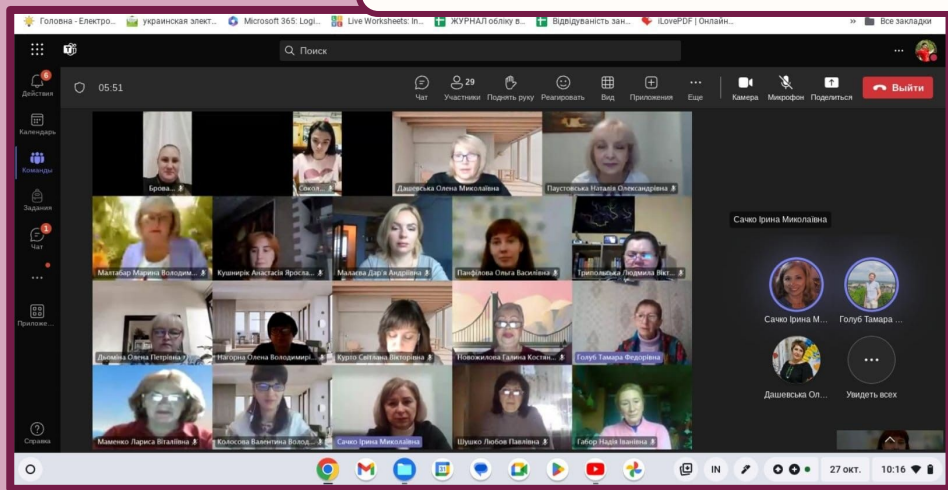 Головна - Електро...
украинская элект...
Microsoft 365: Logi...
Live Worksheets: In...
ЖУРНАЛ обліку в...
Відвідуваність зан...
iLovePDF | Онлайн...
»
Все закладки
Поиск
...
6
Действия
05:51
Чат
29
Участники
Поднять руку
Реагировать
Вид
Приложения
Еще
Камера
Микрофон
Поделиться
Выйти
Календарь
Команды
Задания
1
Чат
Приложе...
Справка
Брова...
Сокол...
Дашевська Олена Миколаївна
Паустовська Наталія Олександрівна
Малтабар Марина Володим...
Кушнирік Анастасія Яросла...
Малаєва Дар'я Андріївна
Панфілова Ольга Василівна
Трипольська Людмила Вікт...
Дьоміна Олена Петрівна
Нагорна Олена Володимирі...
Курто Світлана Вікторівна
Новожилова Галина Костян...
Голуб Тамара Федорівна
Маменко Лариса Віталіївна
Колосова Валентина Волод...
Сачко Ірина Миколаївна
Шушко Любов Павлівна
Габор Надія Іванівна
Сачко Ірина Миколаївна
Сачко Ірина М...
Голуб Тамара ...
Дашевська Ол...
Увидеть всех
31
IN
27 окт.
10:16